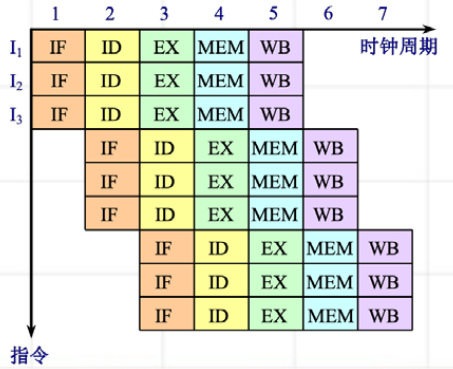 1 2 3 4 5 6 7
时钟周期
I₁ IF ID EX MEM WB
I₂ IF ID EX MEM WB
I₃ IF ID EX MEM WB
IF ID EX MEM WB
IF ID EX MEM WB
IF ID EX MEM WB
IF ID EX MEM WB
IF ID EX MEM WB
IF ID EX MEM WB
指令